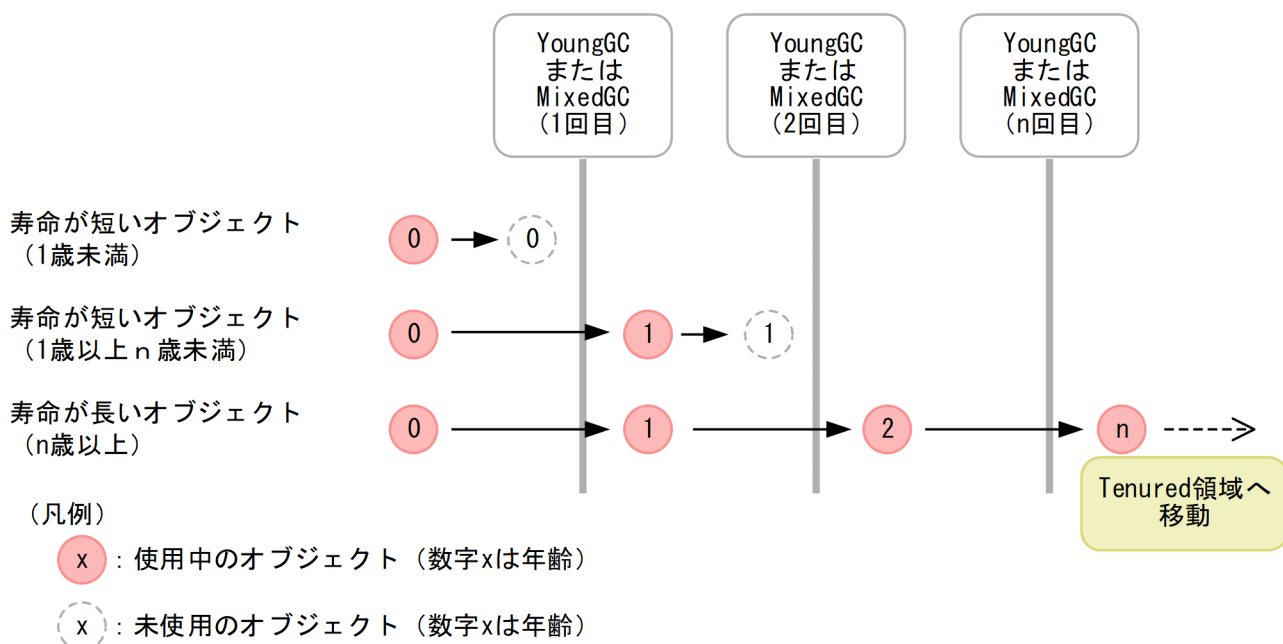 YoungGC
または
MixedGC
（1回目）
YoungGC
または
MixedGC
（2回目）
YoungGC
または
MixedGC
（n回目）
寿命が短いオブジェクト
（1歳未満）
0
0
寿命が短いオブジェクト
（1歳以上ｎ歳未満）
0
1
1
寿命が長いオブジェクト
（n歳以上）
0
1
2
n
Tenured領域へ
移動
（凡例）
x：使用中のオブジェクト（数字xは年齢）
x：未使用のオブジェクト（数字xは年齢）